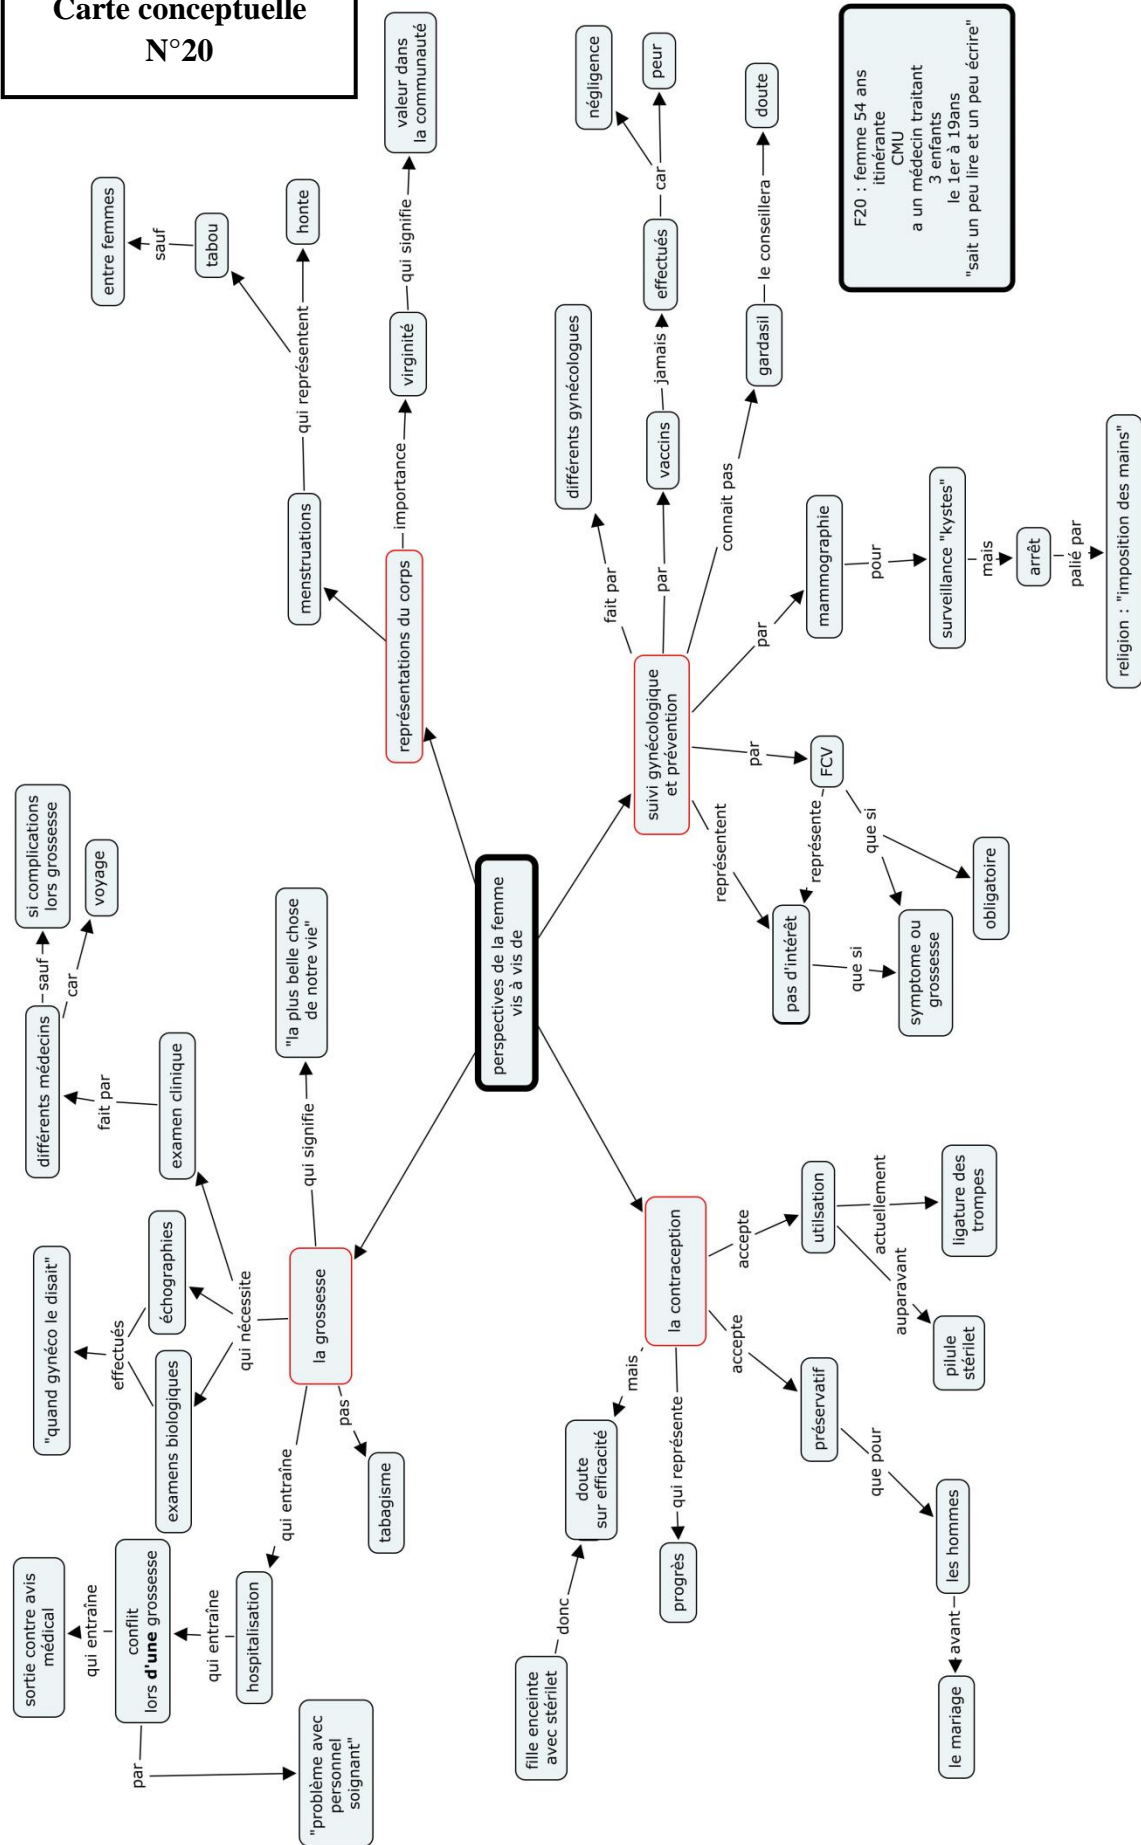 Carte conceptuelle
N°20
F20 : femme 54 ans
itinérante
CMU
a un médecin traitant
3 enfants
le 1er à 19ans
"sait un peu lire et un peu écrire"
perspectives de la femme
vis à vis de
la grossesse
qui signifie
"la plus belle chose
de notre vie"
qui nécessite
examen clinique
fait par
différents médecins
sauf
si complications
lors grossesse
car
voyage
échographies
examens biologiques
effectués
"quand gynéco le disait"
pas
tabagisme
qui entraîne
hospitalisation
qui entraîne
conflit
lors d'une grossesse
qui entraîne
sortie contre avis
médical
par
"problème avec
personnel
soignant"
représentations du corps
menstruations
qui représentent
tabou
sauf
entre femmes
honte
importance
virginité
qui signifie
valeur dans
la communauté
suivi gynécologique
et prévention
fait par
différents gynécologues
par
vaccins
jamais
effectués
car
négligence
peur
connait pas
gardasil
le conseillera
doute
par
mammographie
pour
surveillance "kystes"
mais
arrêt
palié par
religion : "imposition des mains"
par
FCV
représente
que si
obligatoire
représentent
pas d'intérêt
que si
symptome ou
grossesse
la contraception
accepte
utilsation
actuellement
ligature des
trompes
auparavant
pilule
stérilet
accepte
préservatif
que pour
les hommes
avant
le mariage
qui représente
progrès
mais
doute
sur efficacité
donc
fille enceinte
avec stérilet